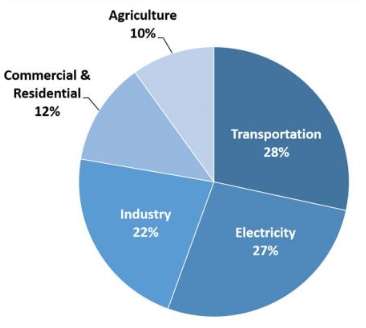 Agriculture
10%
Commercial &
Residential
12%
Transportation
28%
Industry
22%
Electricity
27%